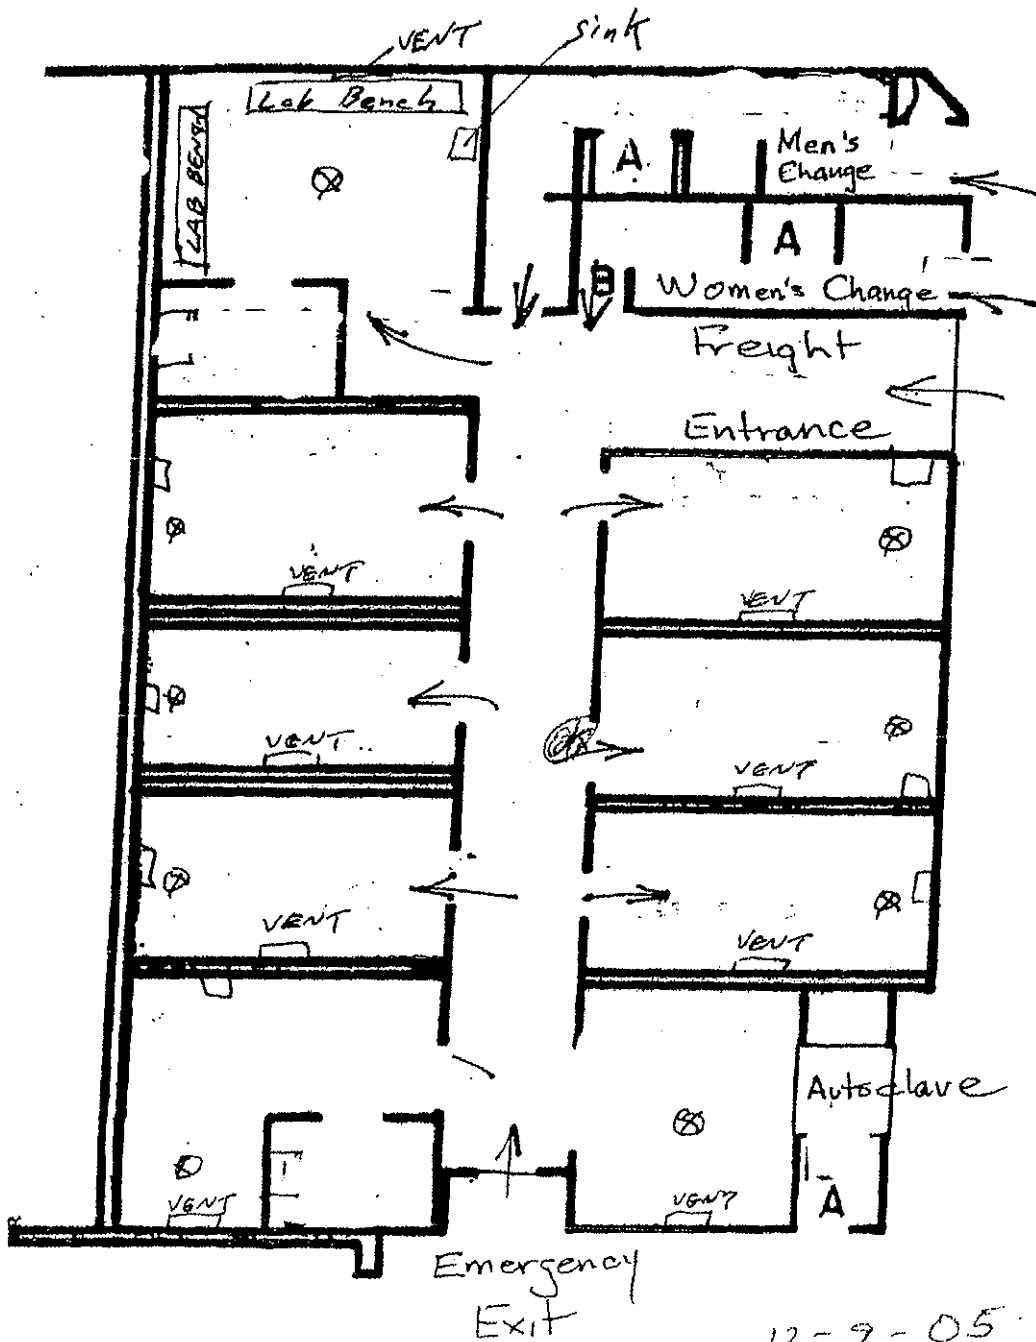 VENT
sink
Lab Bench
LAB BENCH
A
Men's
Change
A
B
Women's Change
Freight
Entrance
VENT
VENT
VENT
VENT
VENT
VENT
Autoclave
VENT
VENT
A
Emergency
Exit
12-9-05